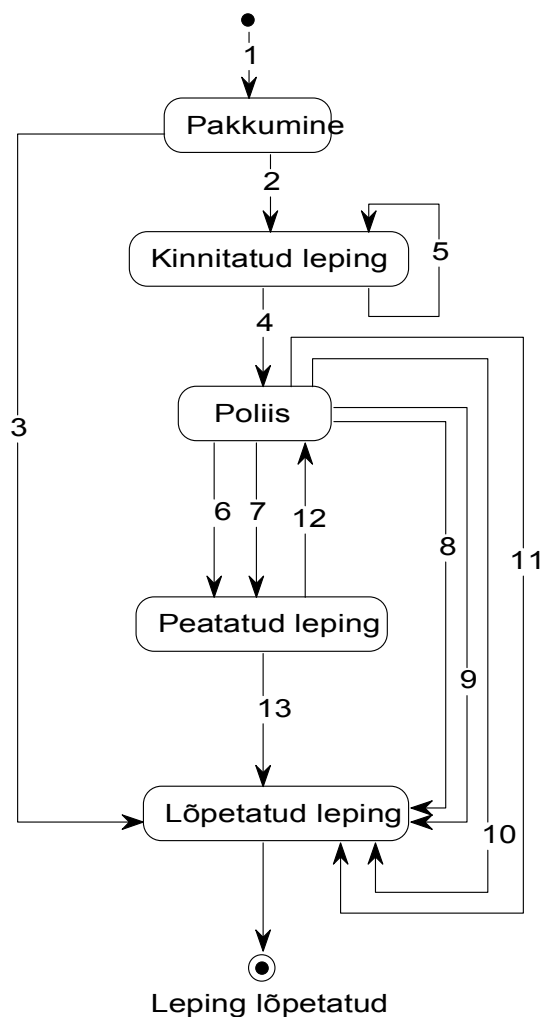 1
Pakkumine
2
Kinnitatud leping
5
4
Poliis
3
6
7
12
8
11
Peatatud leping
9
13
Lõpetatud leping
10
Leping lõpetatud